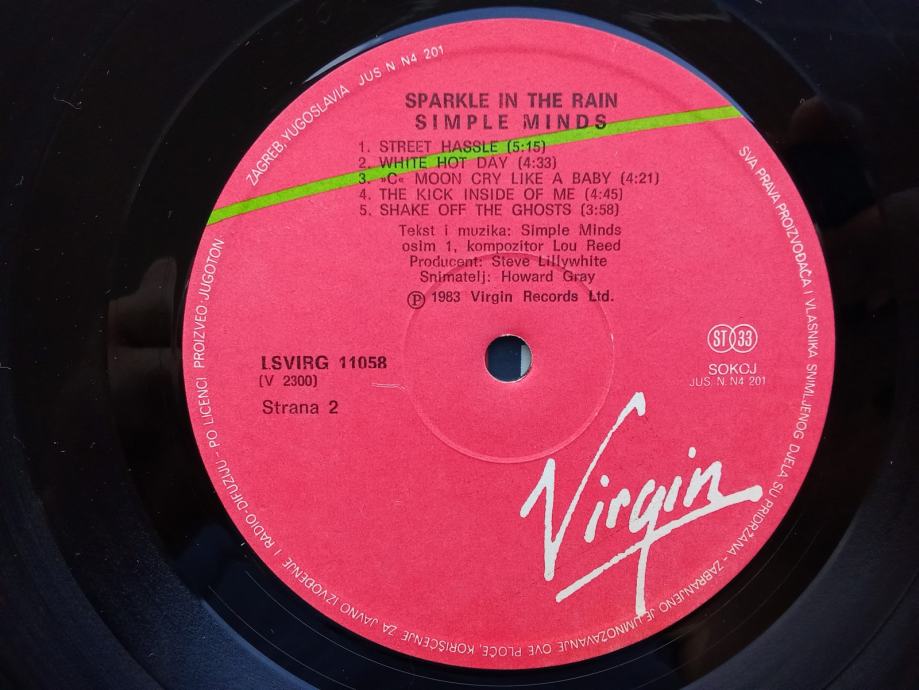 SPARKLE IN THE RAIN
SIMPLE MINDS
1. STREET HASSLE (5:15)
2. WHITE HOT DAY (4:33)
3. »C« MOON CRY LIKE A BABY (4:21)
4. THE KICK INSIDE OF ME (4:45)
5. SHAKE OFF THE GHOSTS (3:58)
Tekst i muzika: Simple Minds
osim 1, kompozitor Lou Reed
Producent: Steve Lillywhite
Snimatelj: Howard Gray
Ⓟ 1983 Virgin Records Ltd.
LSVIRG 11058
(V 2300)
Strana 2
ST 33
SOKOJ
JUS N. N4 201
Virgin
SVA PRAVA PROIZVOĐAČA I VLASNIKA SNIMLJENOG DJELA SU PRIDRŽANA - ZABRANJENO JE UMNOŽAVANJE OVE PLOČE, KORIŠĆENJE ZA JAVNO IZVOĐENJE I RADIO-DIFUZIJU - PO LICENCI PROIZVEO JUGOTON ZAGREB, YUGOSLAVIA JUS N N4 201